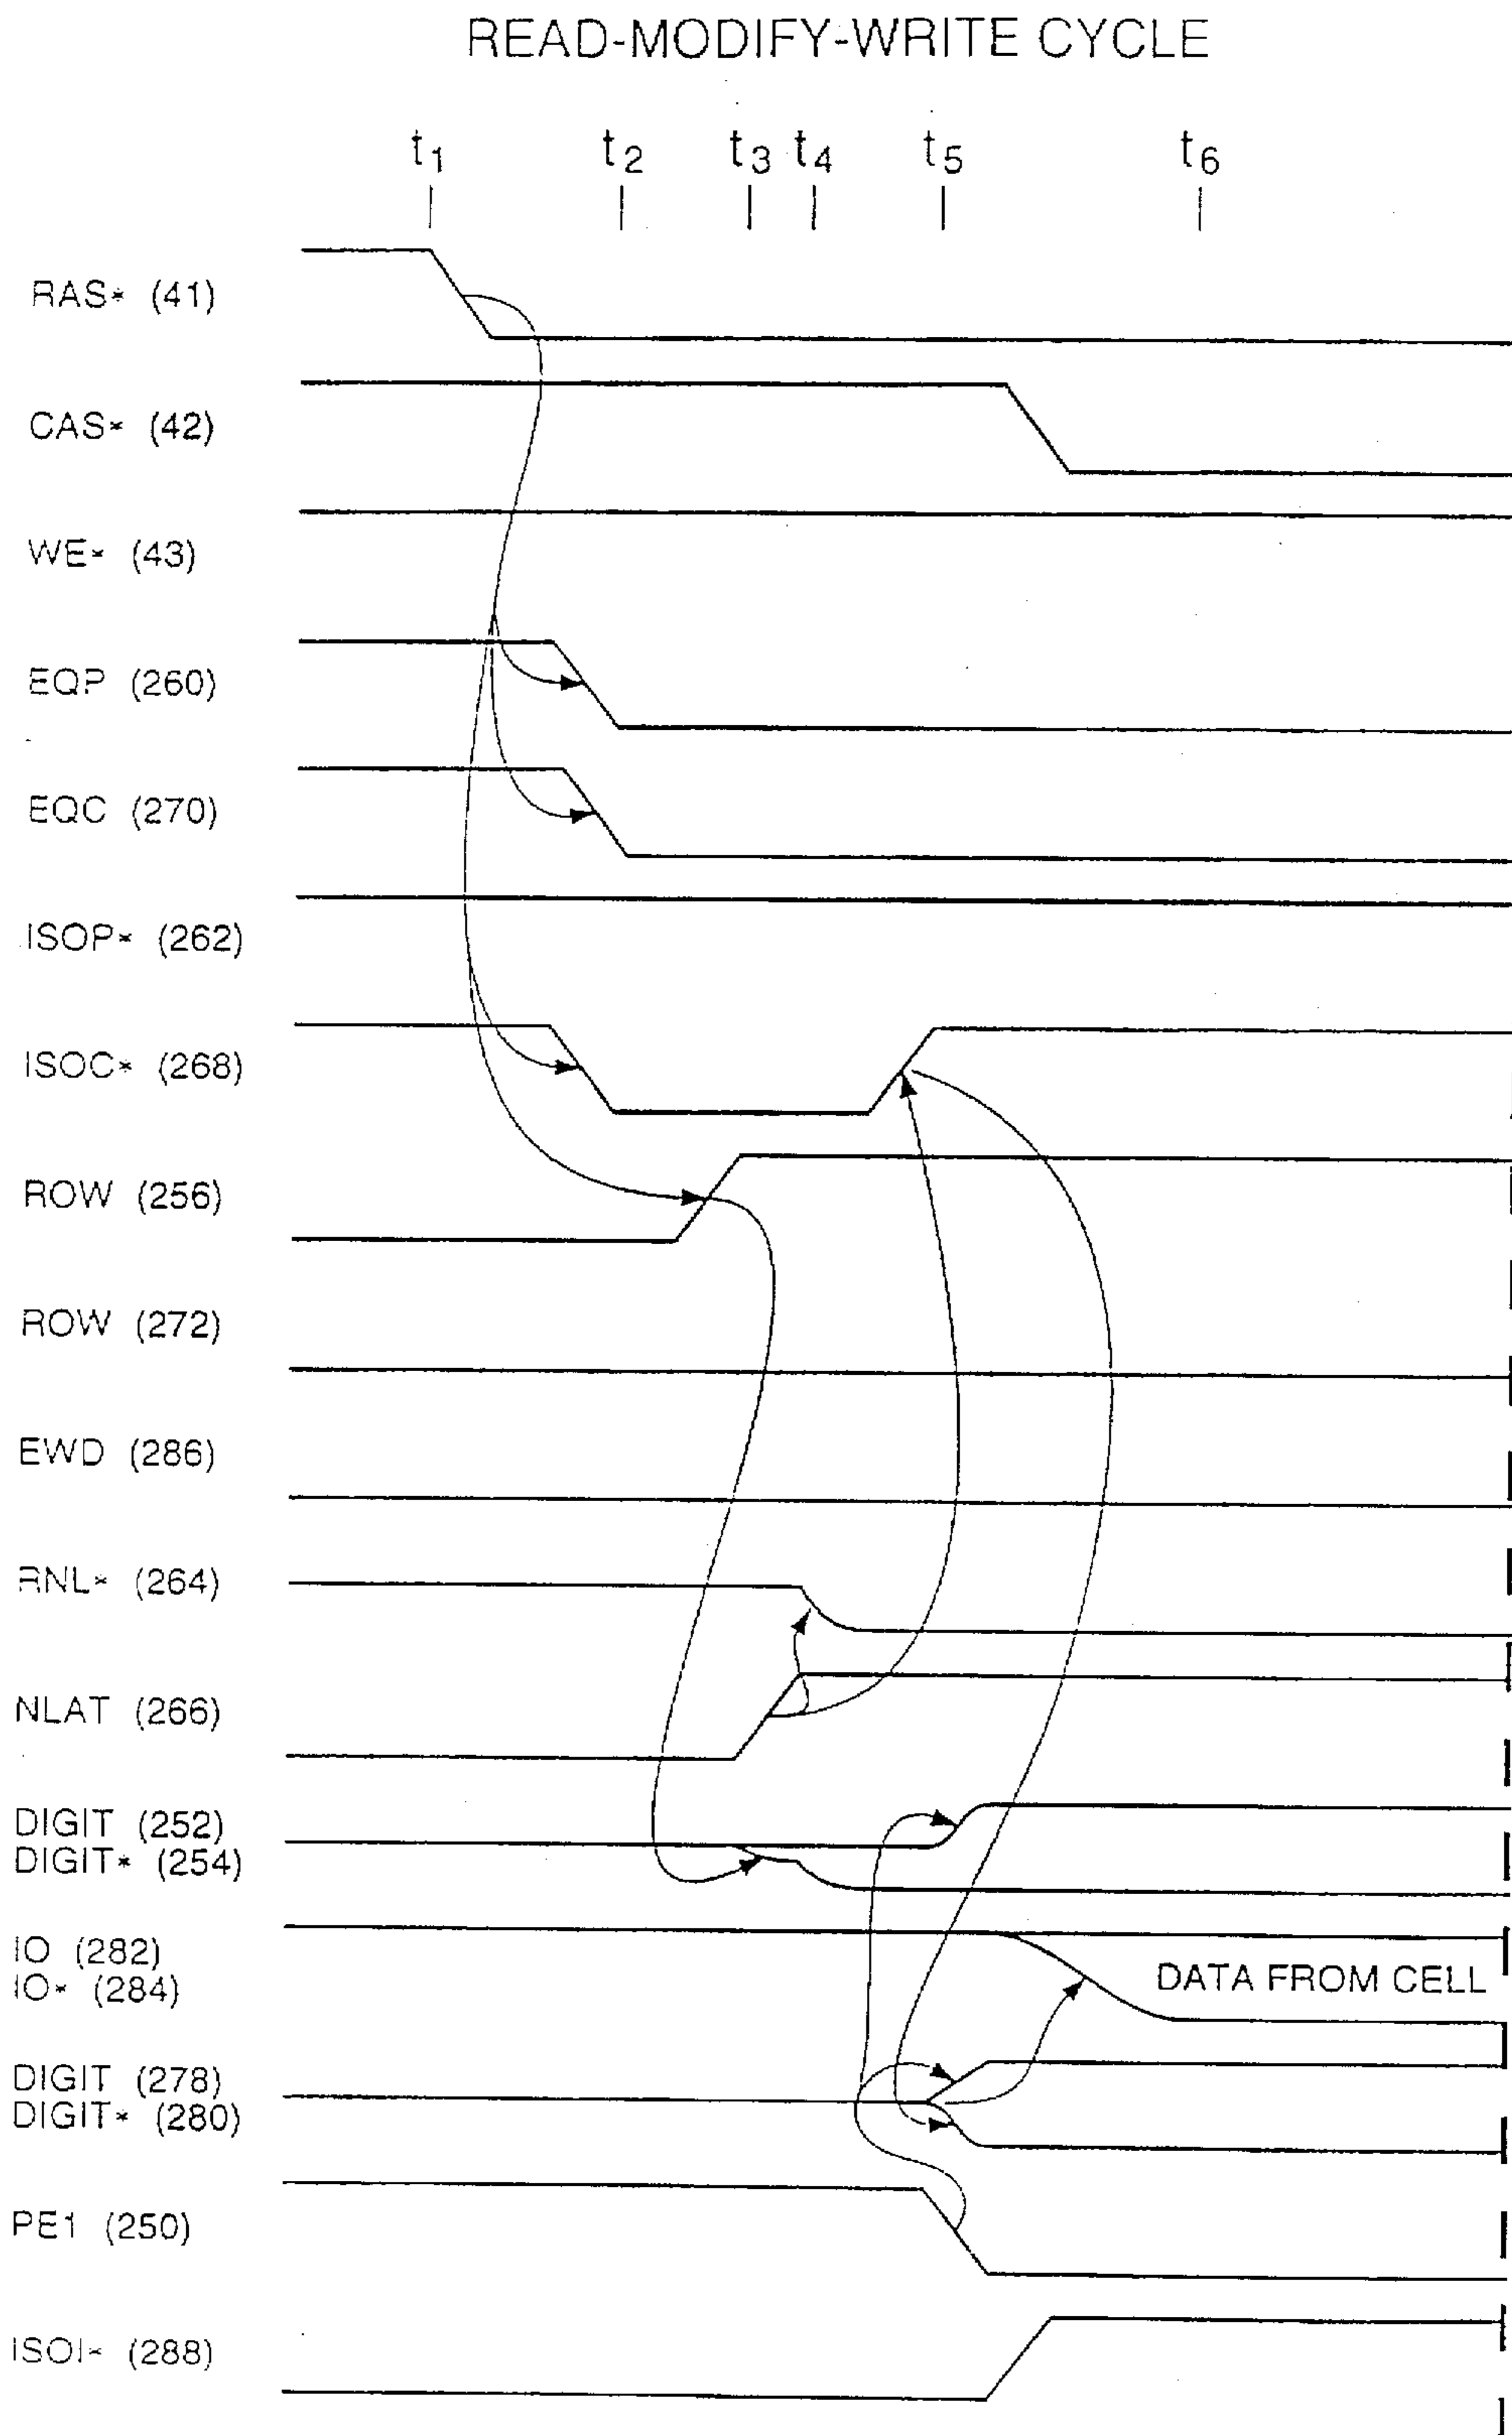 READ-MODIFY-WRITE CYCLE
t1 t2 t3 t4 t5 t6
RAS* (41)
CAS* (42)
WE* (43)
EQP (260)
EQC (270)
ISOP* (262)
ISOC* (268)
ROW (256)
ROW (272)
EWD (286)
RNL* (264)
NLAT (266)
DIGIT (252)
DIGIT* (254)
IO (282)
IO* (284)
DATA FROM CELL
DIGIT (278)
DIGIT* (280)
PE1 (250)
ISOI* (288)